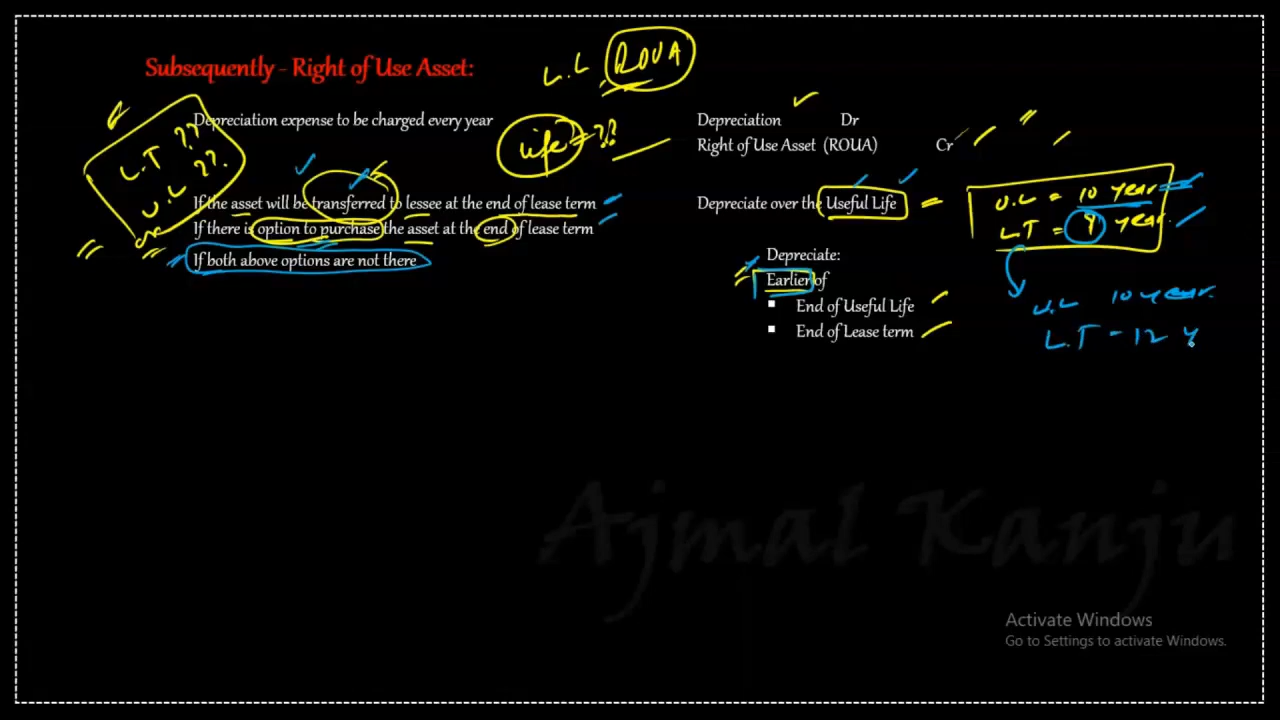 L.L ROUA
Subsequently - Right of Use Asset:
Depreciation expense to be charged every year
Life = ??
L.T ??
U.L ??
If the asset will be transferred to lessee at the end of lease term
If there is option to purchase the asset at the end of lease term
If both above options are not there
Depreciation Dr
Right of Use Asset (ROUA) Cr
Depreciate over the Useful Life =
U.L = 10 year
L.T = 9 year
Depreciate:
Earlier of
▪ End of Useful Life
▪ End of Lease term
U.L 10 year
L.T - 12 y
Ajmal Kanju
Activate Windows
Go to Settings to activate Windows.